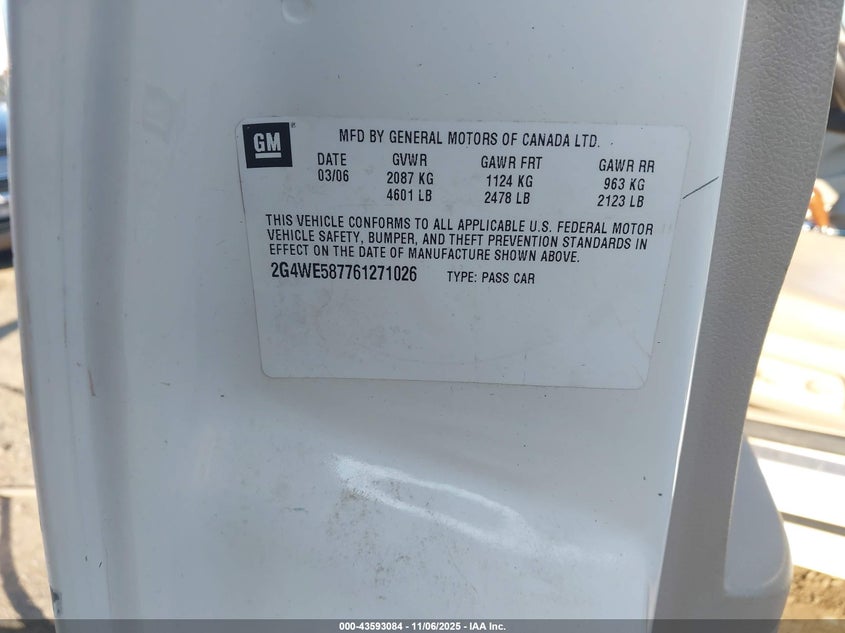 GM
MFD BY GENERAL MOTORS OF CANADA LTD.
DATE GVWR GAWR FRT GAWR RR
03/06 2087 KG 1124 KG 963 KG
4601 LB 2478 LB 2123 LB
THIS VEHICLE CONFORMS TO ALL APPLICABLE U.S. FEDERAL MOTOR
VEHICLE SAFETY, BUMPER, AND THEFT PREVENTION STANDARDS IN
EFFECT ON THE DATE OF MANUFACTURE SHOWN ABOVE.
2G4WE587761271026 TYPE: PASS CAR
000-43593084 - 11/06/2025 - IAA Inc.